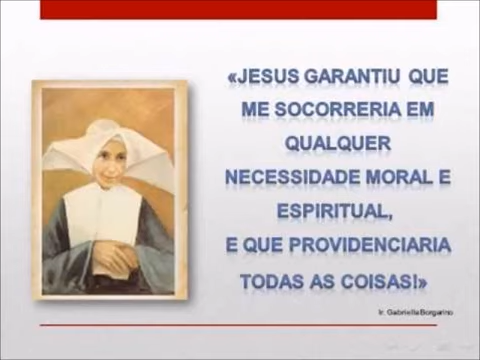 «JESUS GARANTIU QUE
ME SOCORRERIA EM
QUALQUER
NECESSIDADE MORAL E
ESPIRITUAL,
E QUE PROVIDENCIARIA
TODAS AS COISAS!»
Ir. Gabriella Borgarino